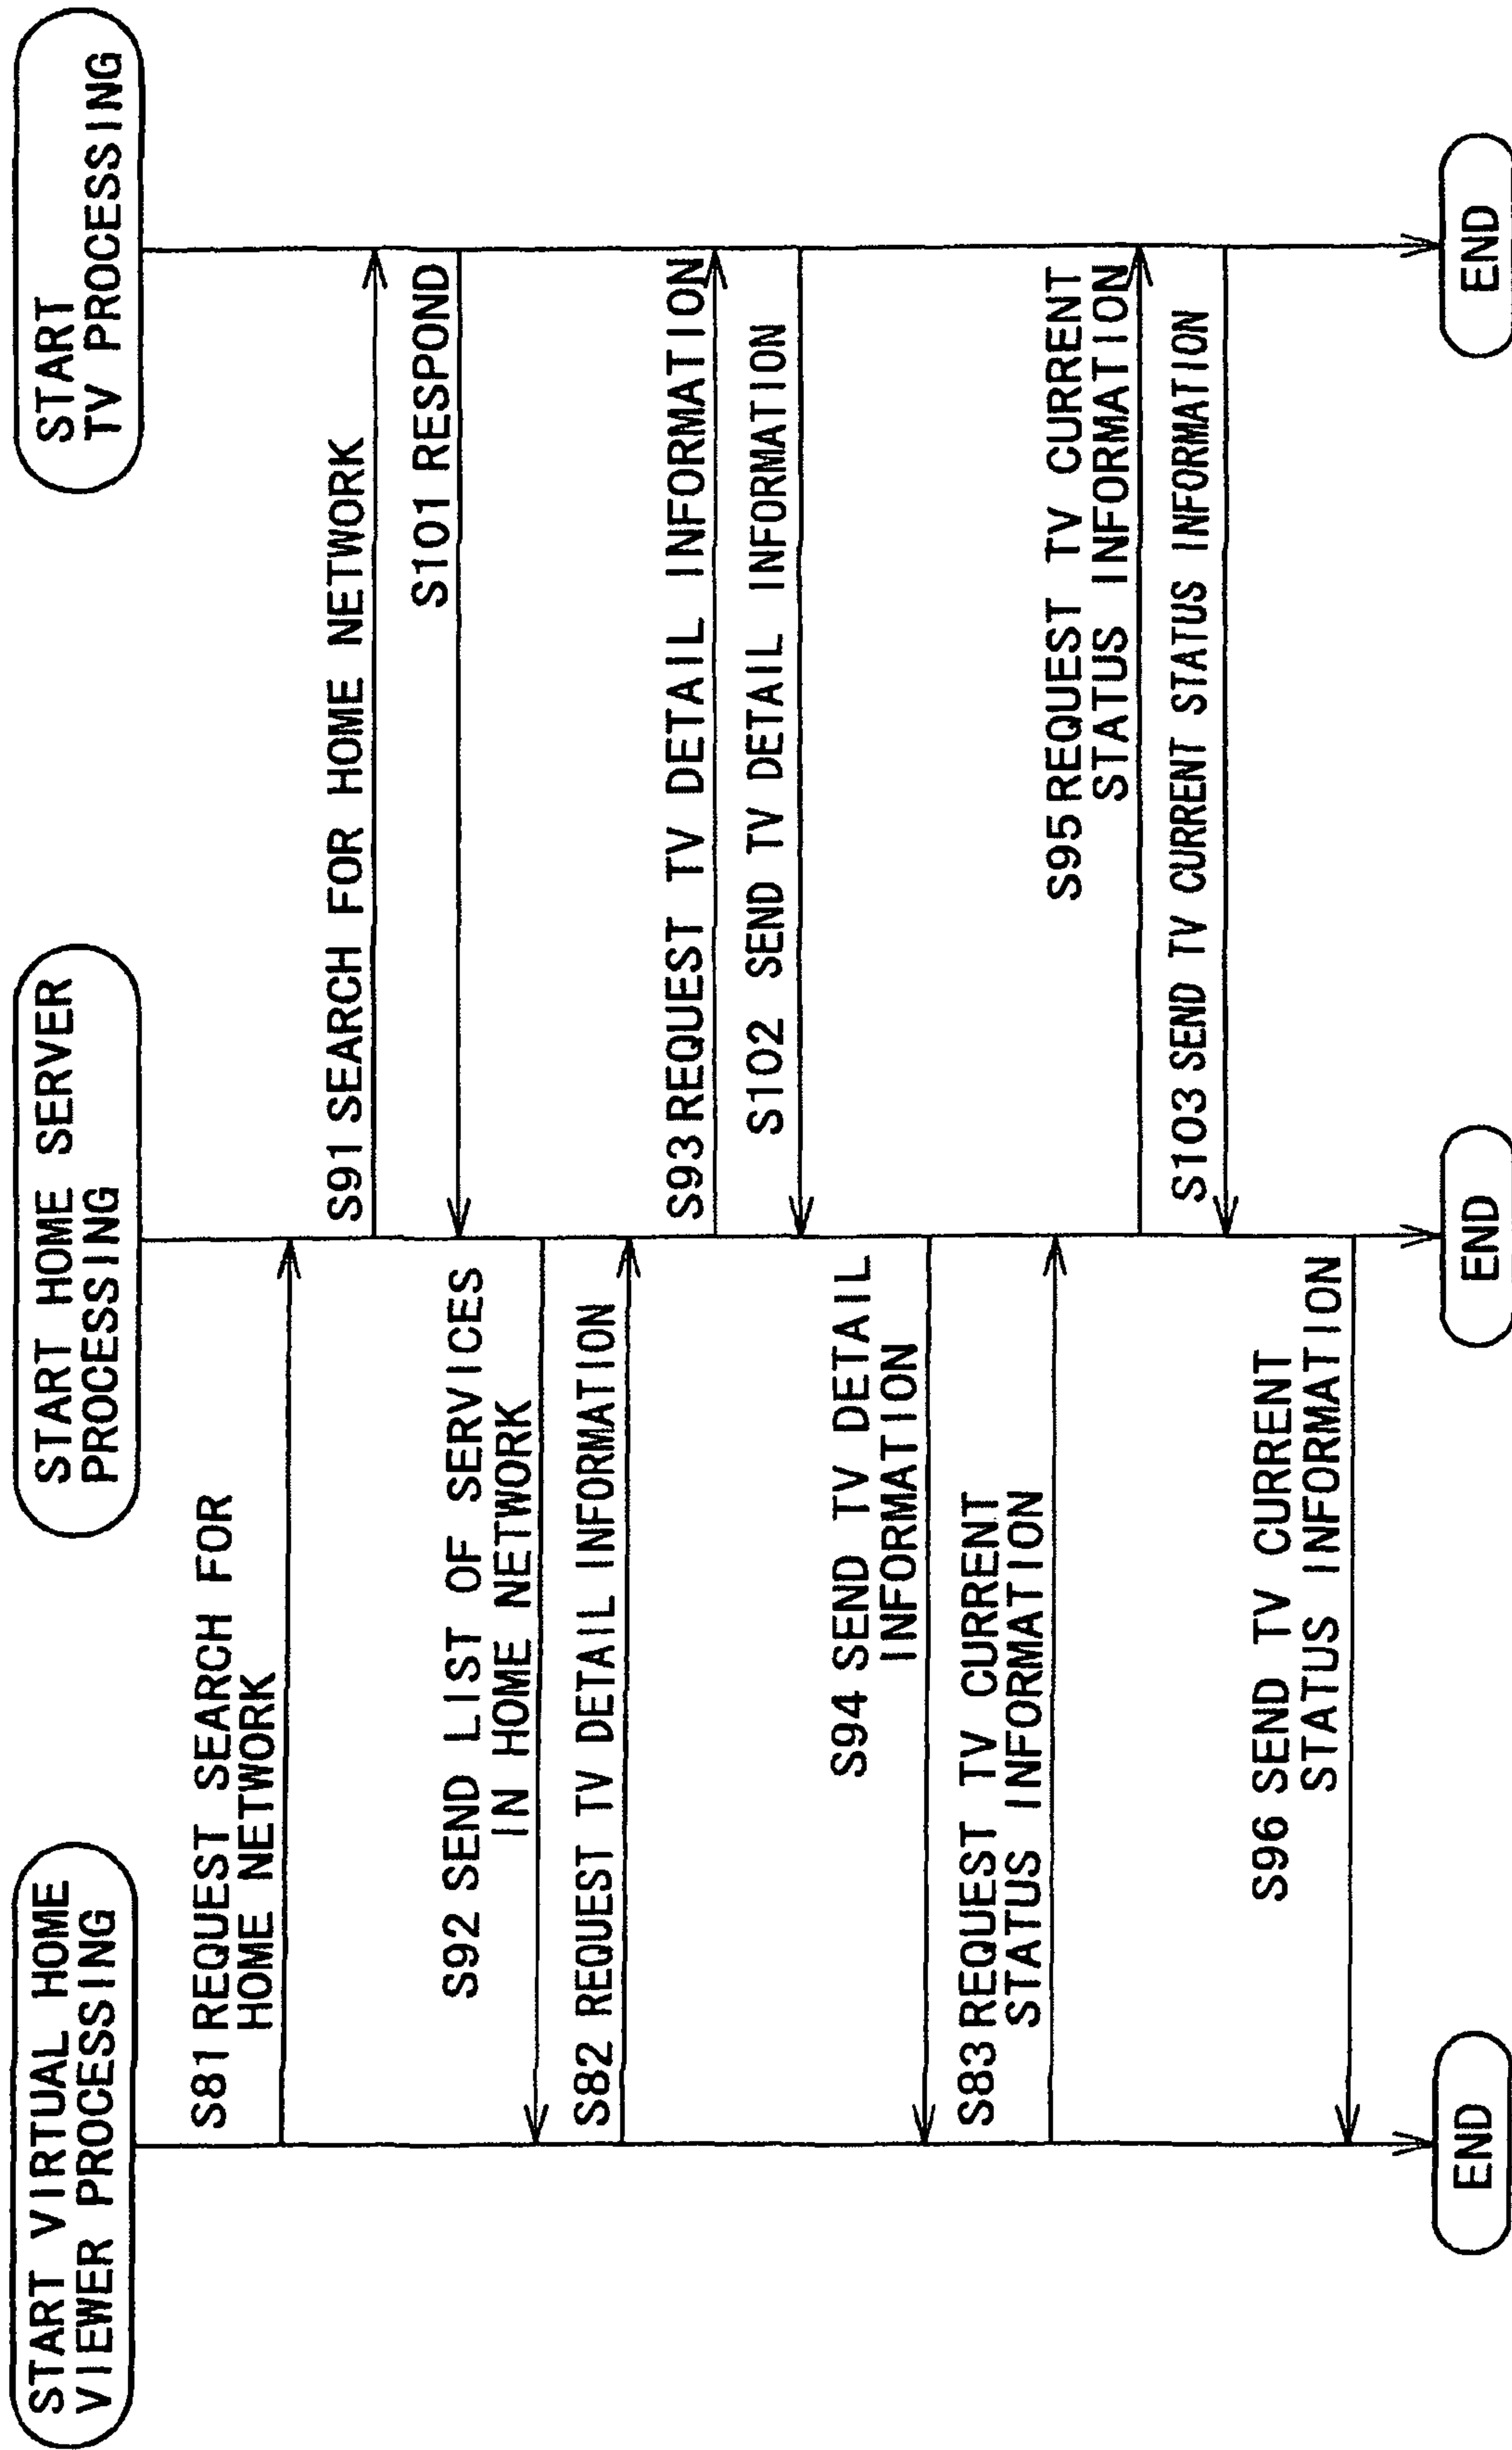 START VIRTUAL HOME
VIEWER PROCESSING
START HOME SERVER
PROCESSING
START
TV PROCESSING
S81 REQUEST SEARCH FOR
HOME NETWORK
S91 SEARCH FOR HOME NETWORK
S101 RESPOND
S92 SEND LIST OF SERVICES
IN HOME NETWORK
S82 REQUEST TV DETAIL INFORMATION
S93 REQUEST TV DETAIL INFORMATION
S102 SEND TV DETAIL INFORMATION
S94 SEND TV DETAIL
INFORMATION
S83 REQUEST TV CURRENT
STATUS INFORMATION
S95 REQUEST TV CURRENT
STATUS INFORMATION
S103 SEND TV CURRENT STATUS INFORMATION
S96 SEND TV CURRENT
STATUS INFORMATION
END
END
END